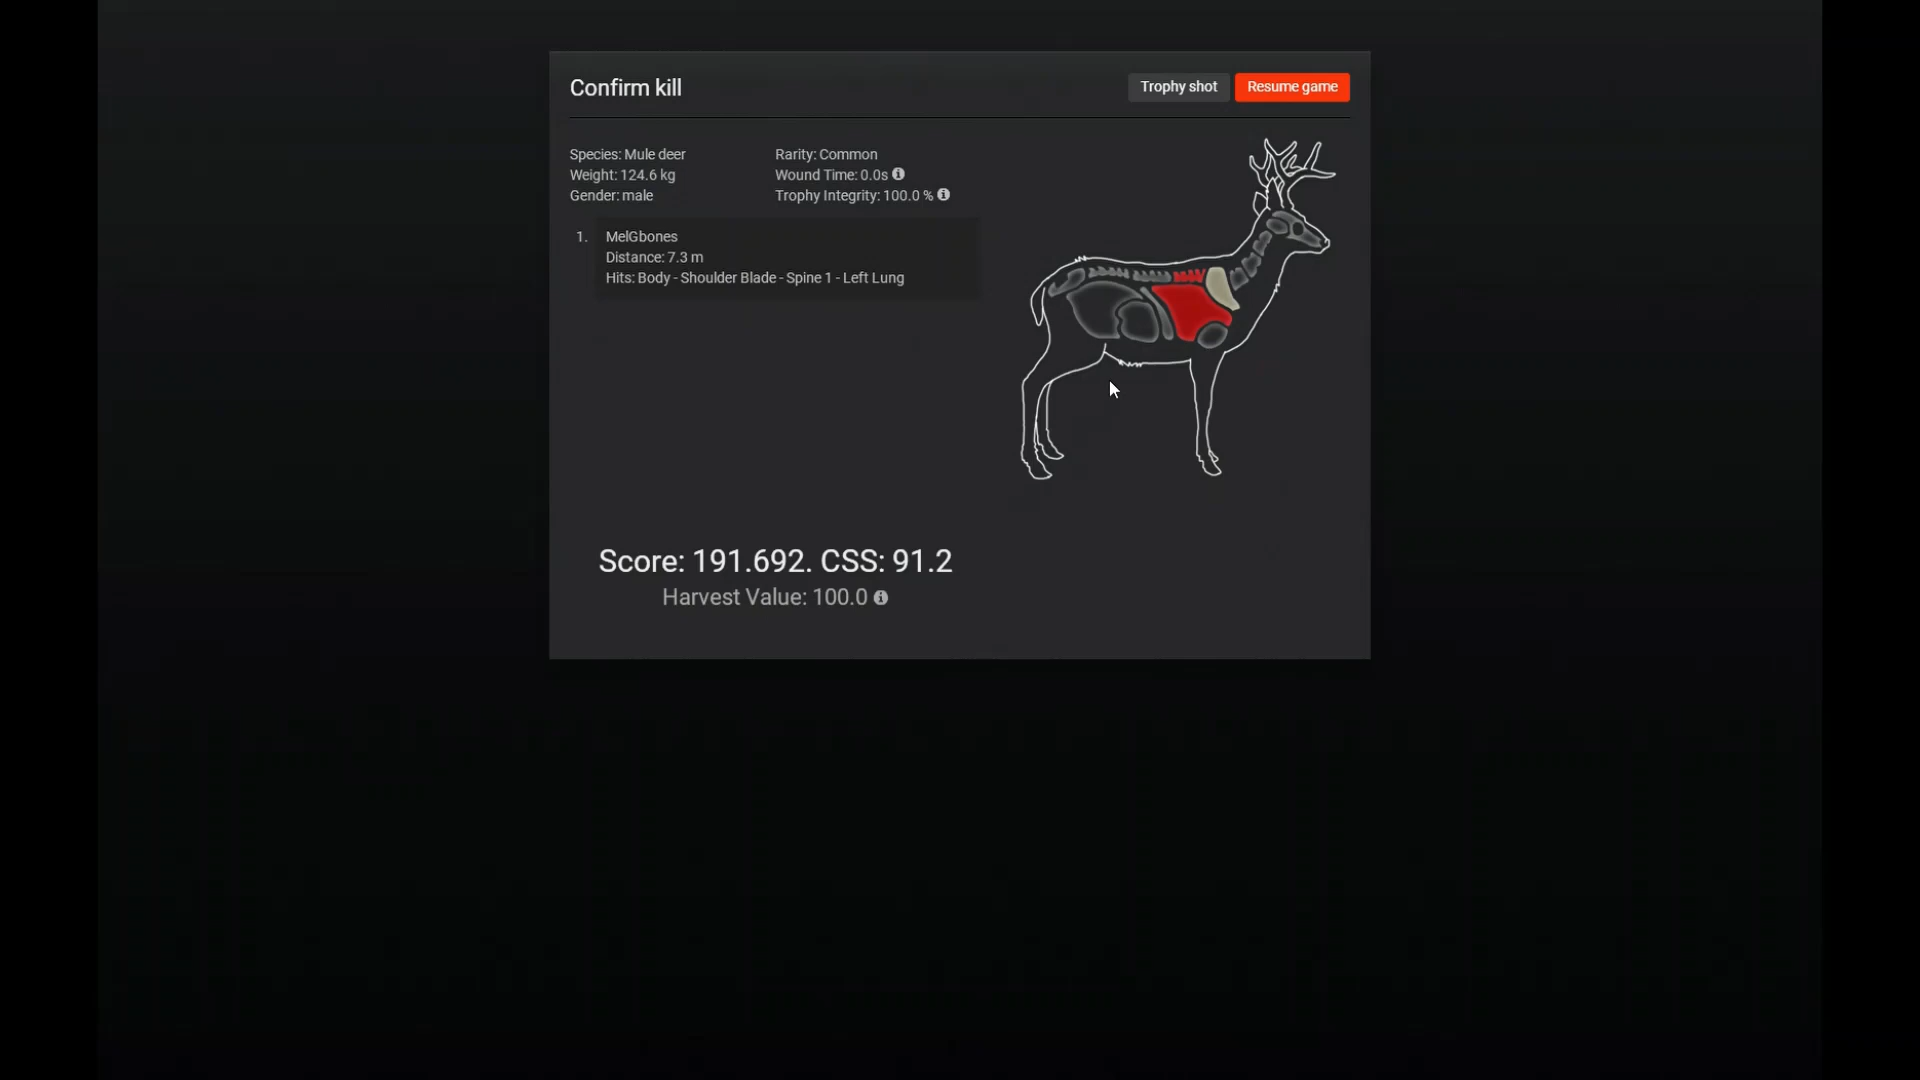 Confirm kill
Trophy shot
Resume game
Species: Mule deer
Weight: 124.6 kg
Gender: male
Rarity: Common
Wound Time: 0.0s
Trophy Integrity: 100.0 %
1. MelGbones
Distance: 7.3 m
Hits: Body - Shoulder Blade - Spine 1 - Left Lung
Score: 191.692. CSS: 91.2
Harvest Value: 100.0